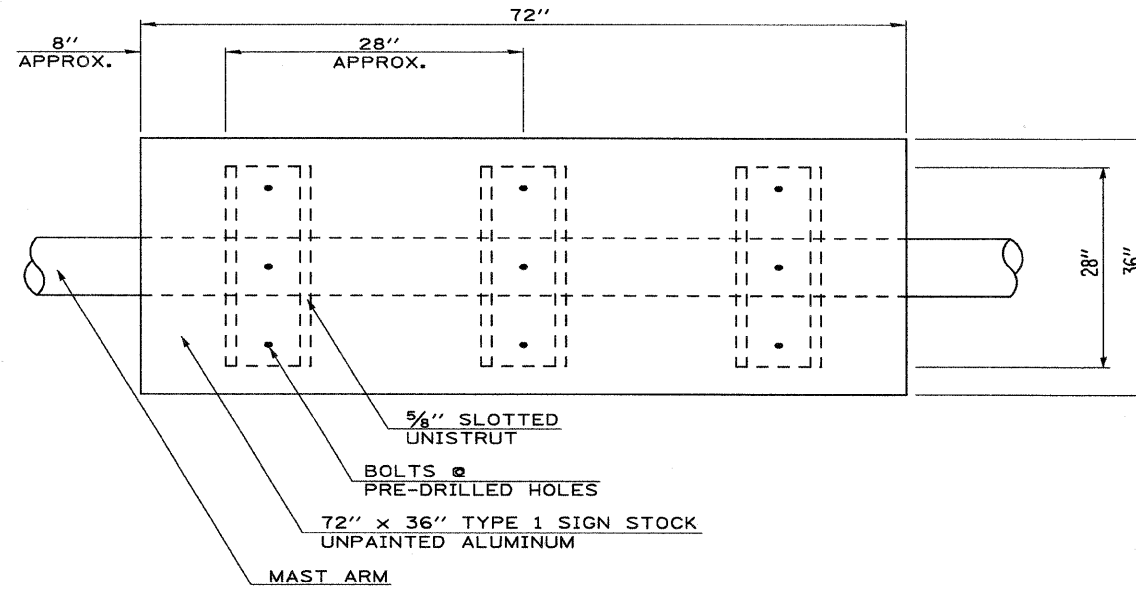 72"
8"
APPROX.
28"
APPROX.
28"
36"
5/8" SLOTTED
UNISTRUT
BOLTS @
PRE-DRILLED HOLES
72" x 36" TYPE 1 SIGN STOCK
UNPAINTED ALUMINUM
MAST ARM